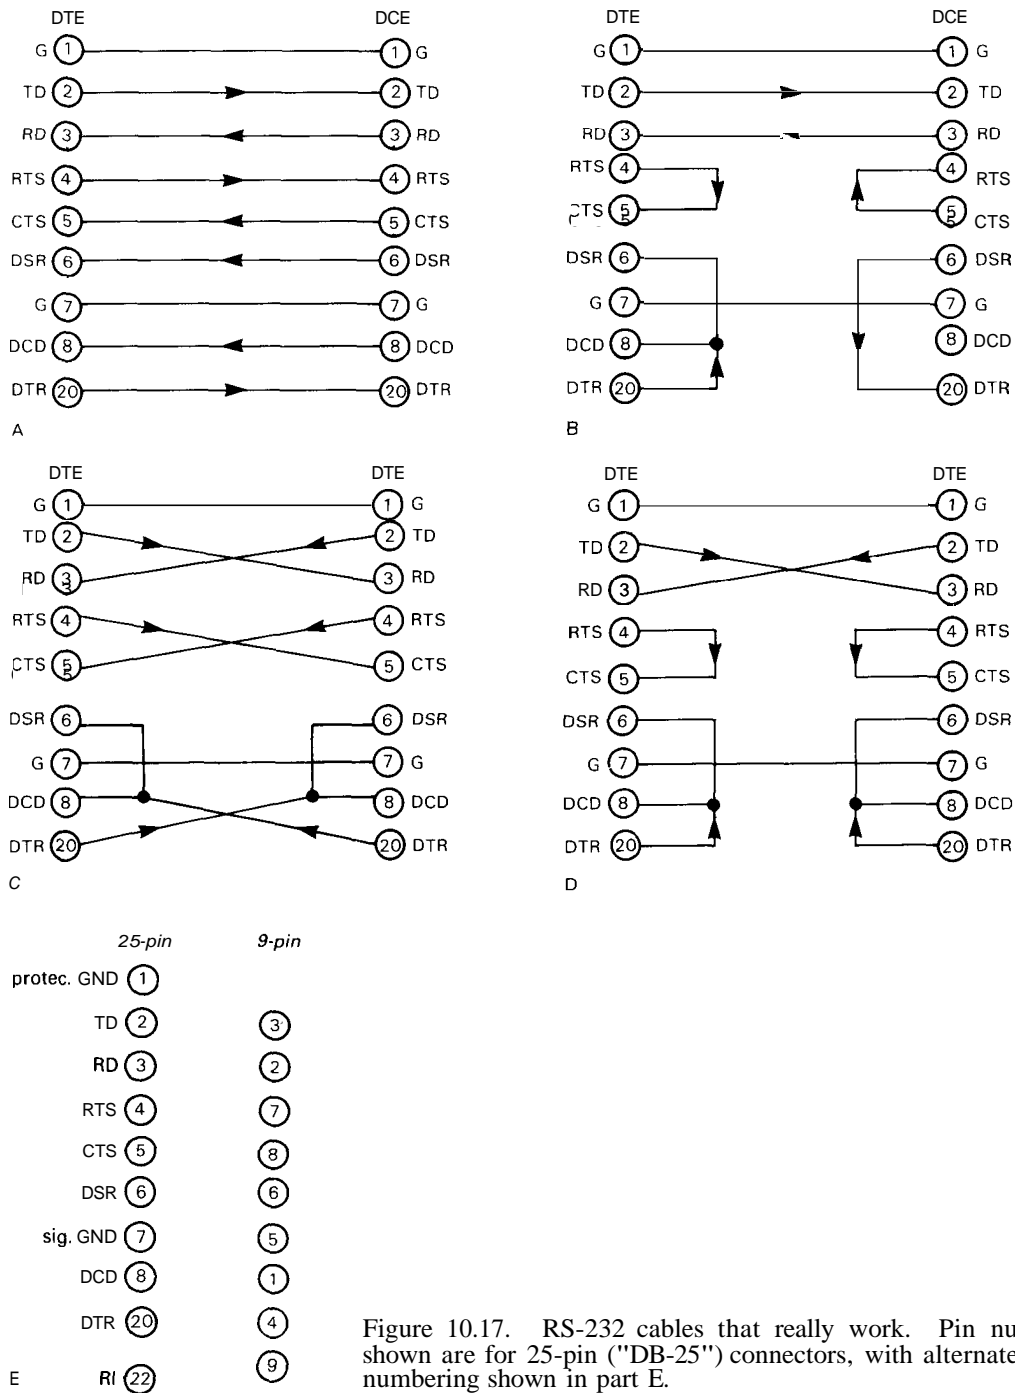 DTE DCE
G 1 1 G
TD 2 2 TD
RD 3 3 RD
RTS 4 4 RTS
CTS 5 5 CTS
DSR 6 6 DSR
G 7 7 G
DCD 8 8 DCD
DTR 20 20 DTR
A
DTE DCE
G 1 1 G
TD 2 2 TD
RD 3 3 RD
RTS 4 4 RTS
CTS 5 5 CTS
DSR 6 6 DSR
G 7 7 G
DCD 8 8 DCD
DTR 20 20 DTR
B
DTE DTE
G 1 1 G
TD 2 2 TD
RD 3 3 RD
RTS 4 4 RTS
CTS 5 5 CTS
DSR 6 6 DSR
G 7 7 G
DCD 8 8 DCD
DTR 20 20 DTR
C
DTE DTE
G 1 1 G
TD 2 2 TD
RD 3 3 RD
RTS 4 4 RTS
CTS 5 5 CTS
DSR 6 6 DSR
G 7 7 G
DCD 8 8 DCD
DTR 20 20 DTR
D
25-pin 9-pin
protec. GND 1
TD 2 3
RD 3 2
RTS 4 7
CTS 5 8
DSR 6 6
sig. GND 7 5
DCD 8 1
DTR 20 4
RI 22 9
E
Figure 10.17. RS-232 cables that really work. Pin nu
shown are for 25-pin ("DB-25") connectors, with alternate
numbering shown in part E.